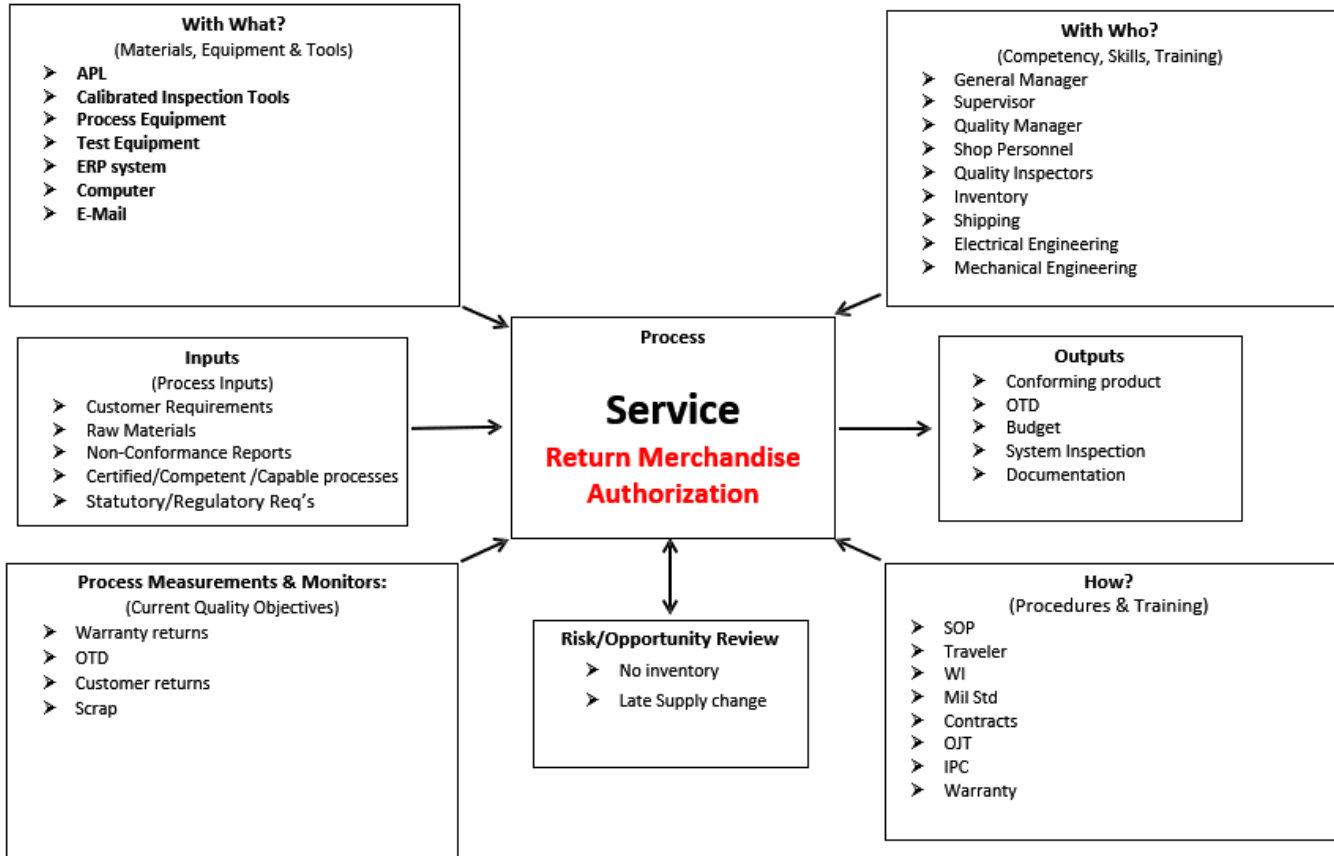 With What?
(Materials, Equipment & Tools)
➤ APL
➤ Calibrated Inspection Tools
➤ Process Equipment
➤ Test Equipment
➤ ERP system
➤ Computer
➤ E-Mail
With Who?
(Competency, Skills, Training)
➤ General Manager
➤ Supervisor
➤ Quality Manager
➤ Shop Personnel
➤ Quality Inspectors
➤ Inventory
➤ Shipping
➤ Electrical Engineering
➤ Mechanical Engineering
Inputs
(Process Inputs)
➤ Customer Requirements
➤ Raw Materials
➤ Non-Conformance Reports
➤ Certified/Competent /Capable processes
➤ Statutory/Regulatory Req's
Process
Service
Return Merchandise
Authorization
Outputs
➤ Conforming product
➤ OTD
➤ Budget
➤ System Inspection
➤ Documentation
Process Measurements & Monitors:
(Current Quality Objectives)
➤ Warranty returns
➤ OTD
➤ Customer returns
➤ Scrap
Risk/Opportunity Review
➤ No inventory
➤ Late Supply change
How?
(Procedures & Training)
➤ SOP
➤ Traveler
➤ WI
➤ Mil Std
➤ Contracts
➤ OJT
➤ IPC
➤ Warranty